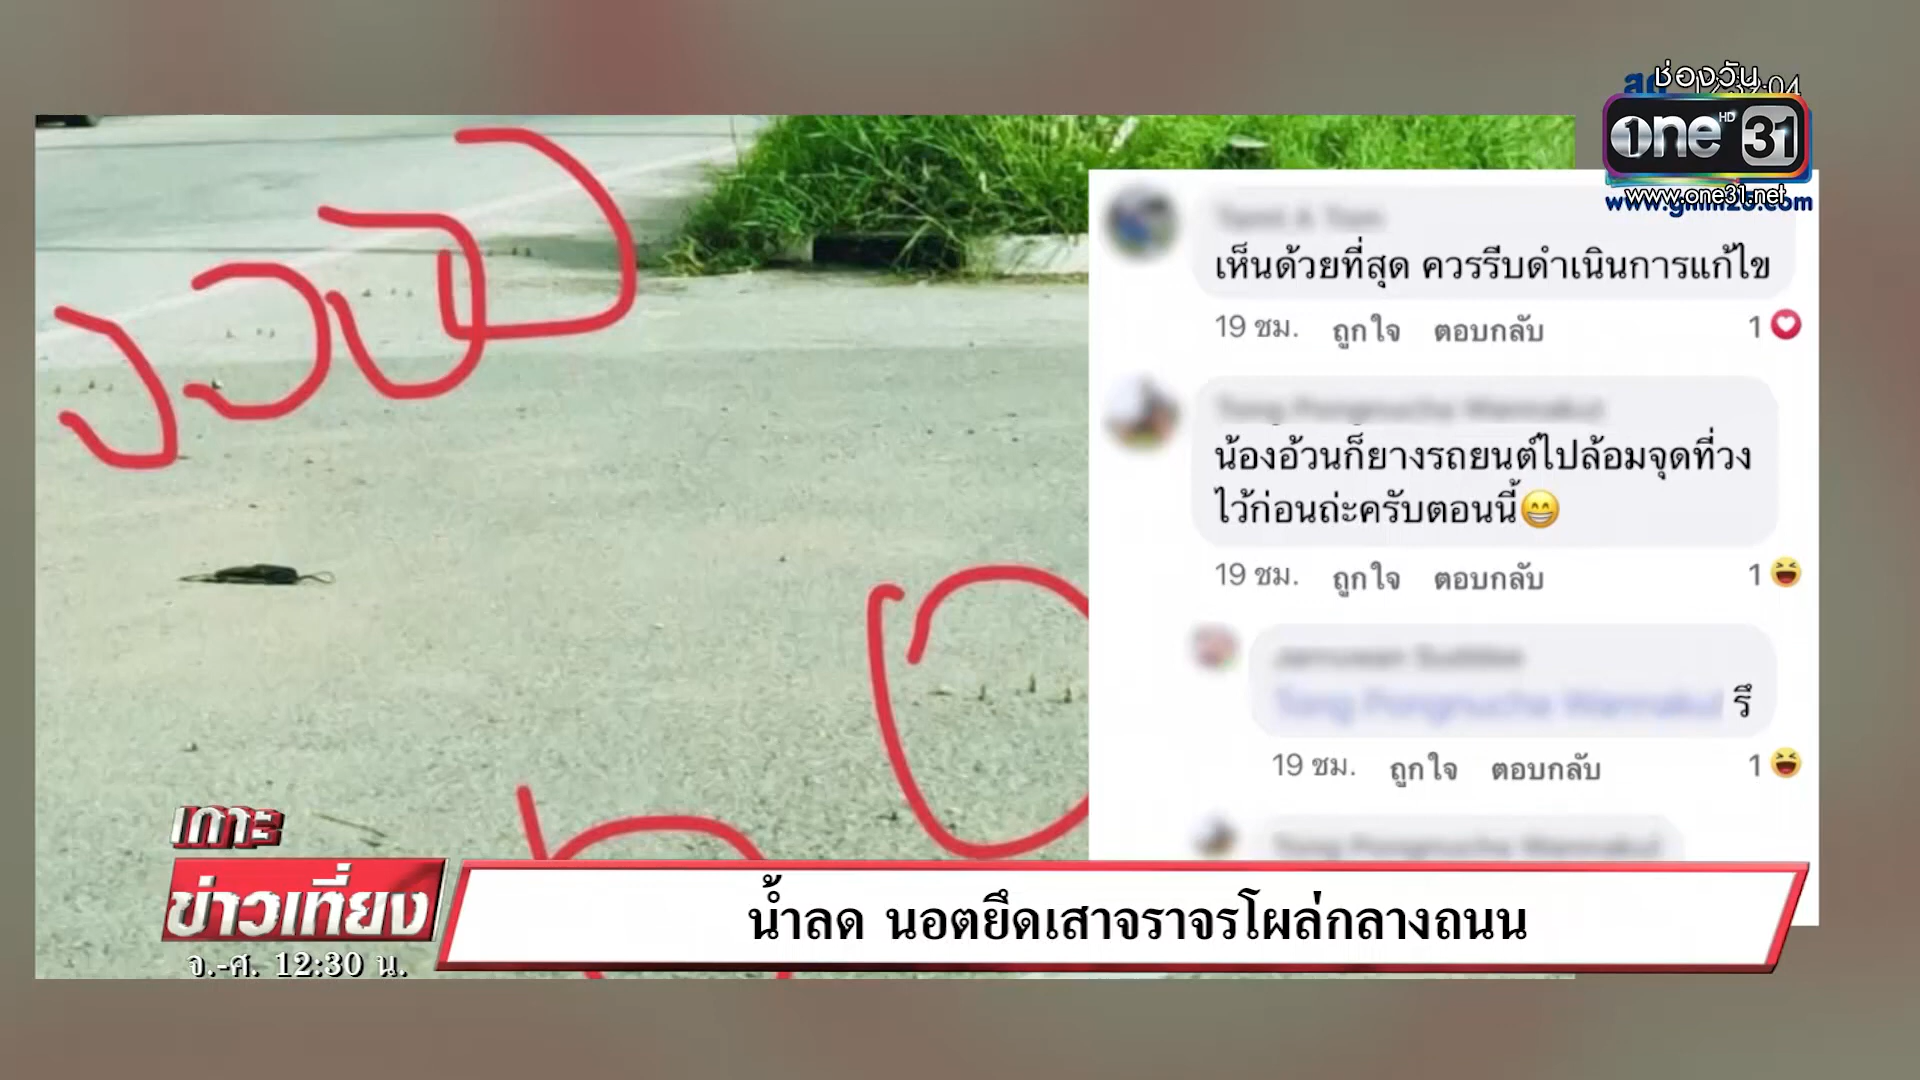 ช่องวัน
one HD 31
www.one31.net
เห็นด้วยที่สุด ควรรีบดำเนินการแก้ไข
19 ชม. ถูกใจ ตอบกลับ 1
น้องอ้วนก็ยางรถยนต์ไปล้อมจุดที่วง
ไว้ก่อนถ่ะครับตอนนี้😁
19 ชม. ถูกใจ ตอบกลับ 1
รึ
19 ชม. ถูกใจ ตอบกลับ 1
เกาะ
ข่าวเที่ยง
จ.-ศ. 12:30 น.
น้ำลด นอตยึดเสาจราจรโผล่กลางถนน